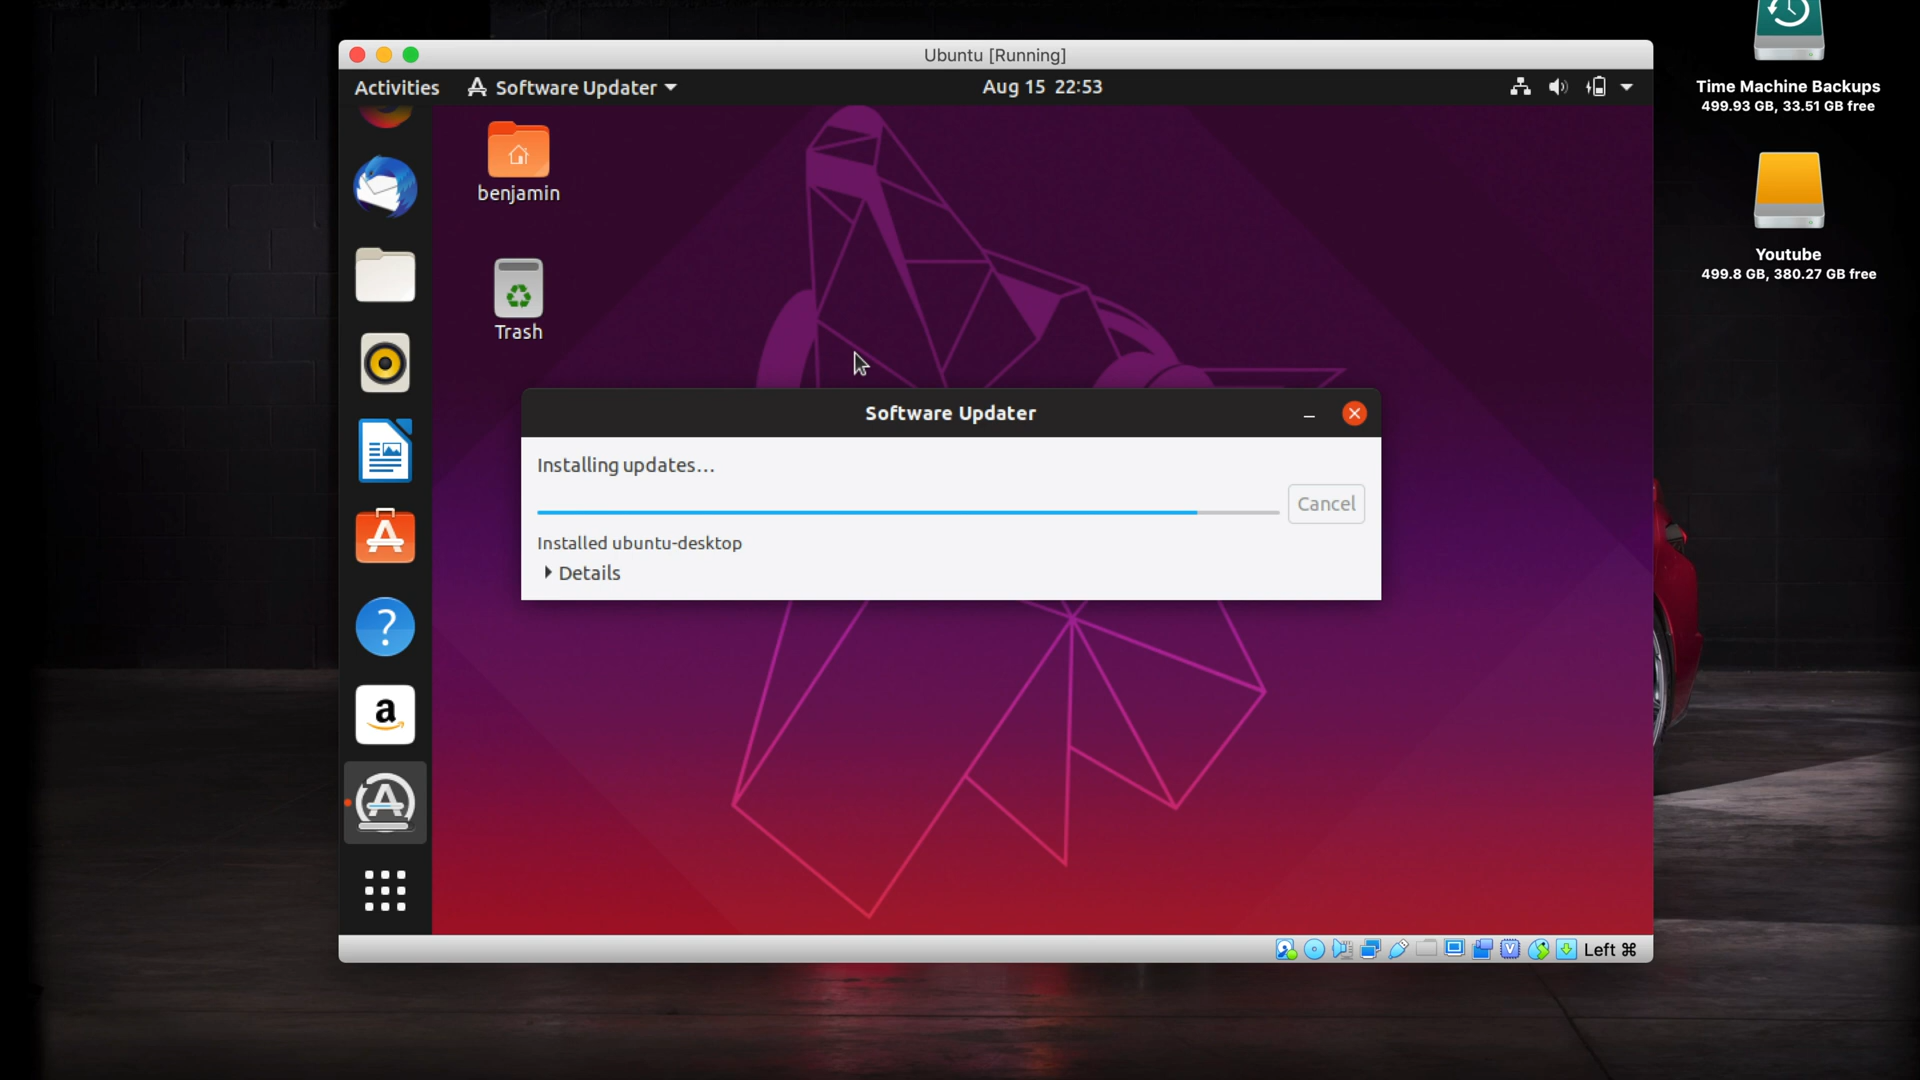 Ubuntu [Running]
Activities
Software Updater
Aug 15 22:53
benjamin
Trash
Software Updater
Installing updates...
Cancel
Installed ubuntu-desktop
Details
Left ⌘
Time Machine Backups
499.93 GB, 33.51 GB free
Youtube
499.8 GB, 380.27 GB free